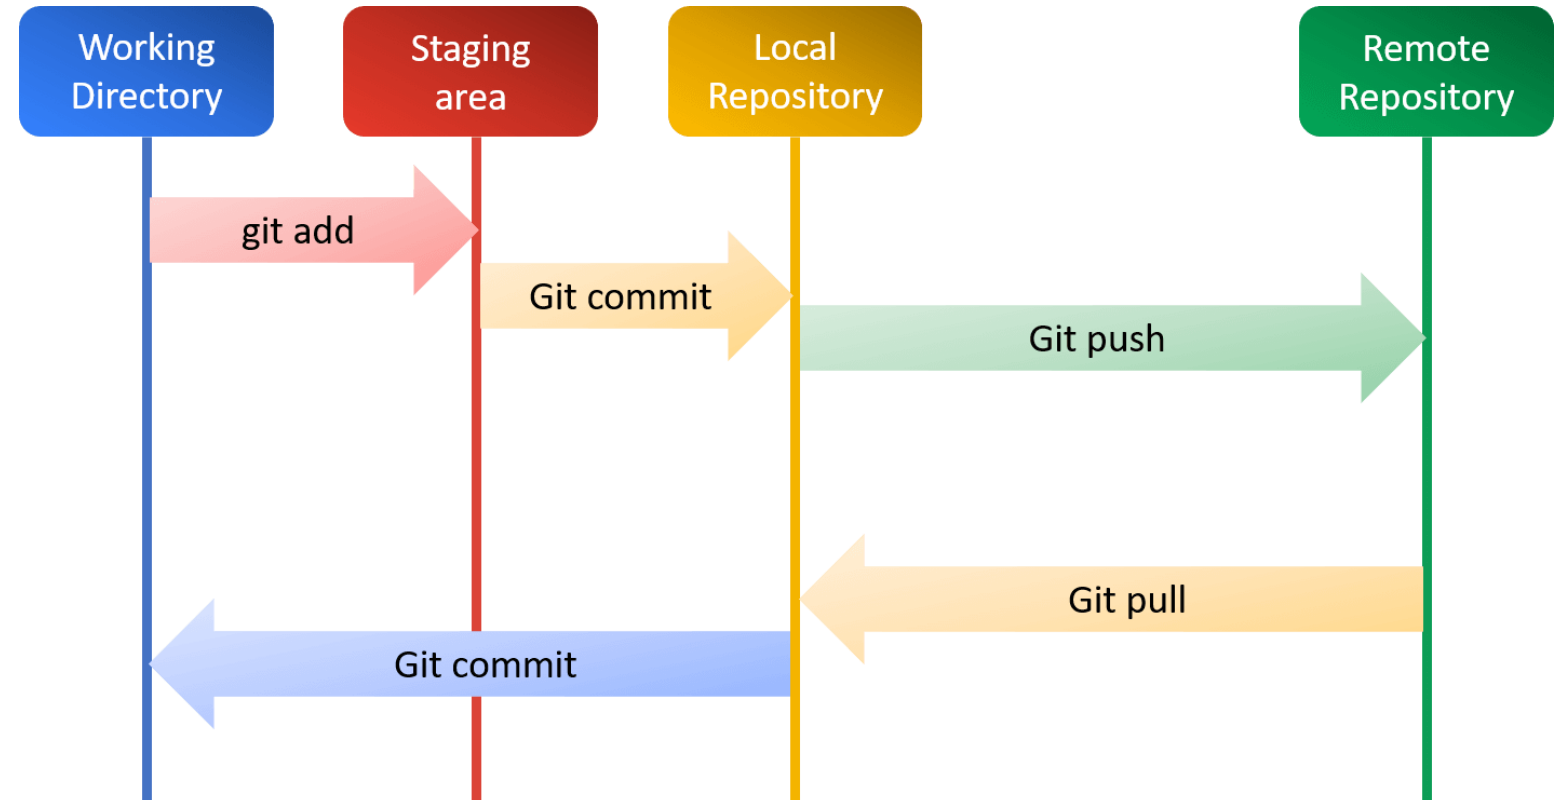 Working
Directory
Staging
area
Local
Repository
Remote
Repository
git add
Git commit
Git push
Git pull
Git commit